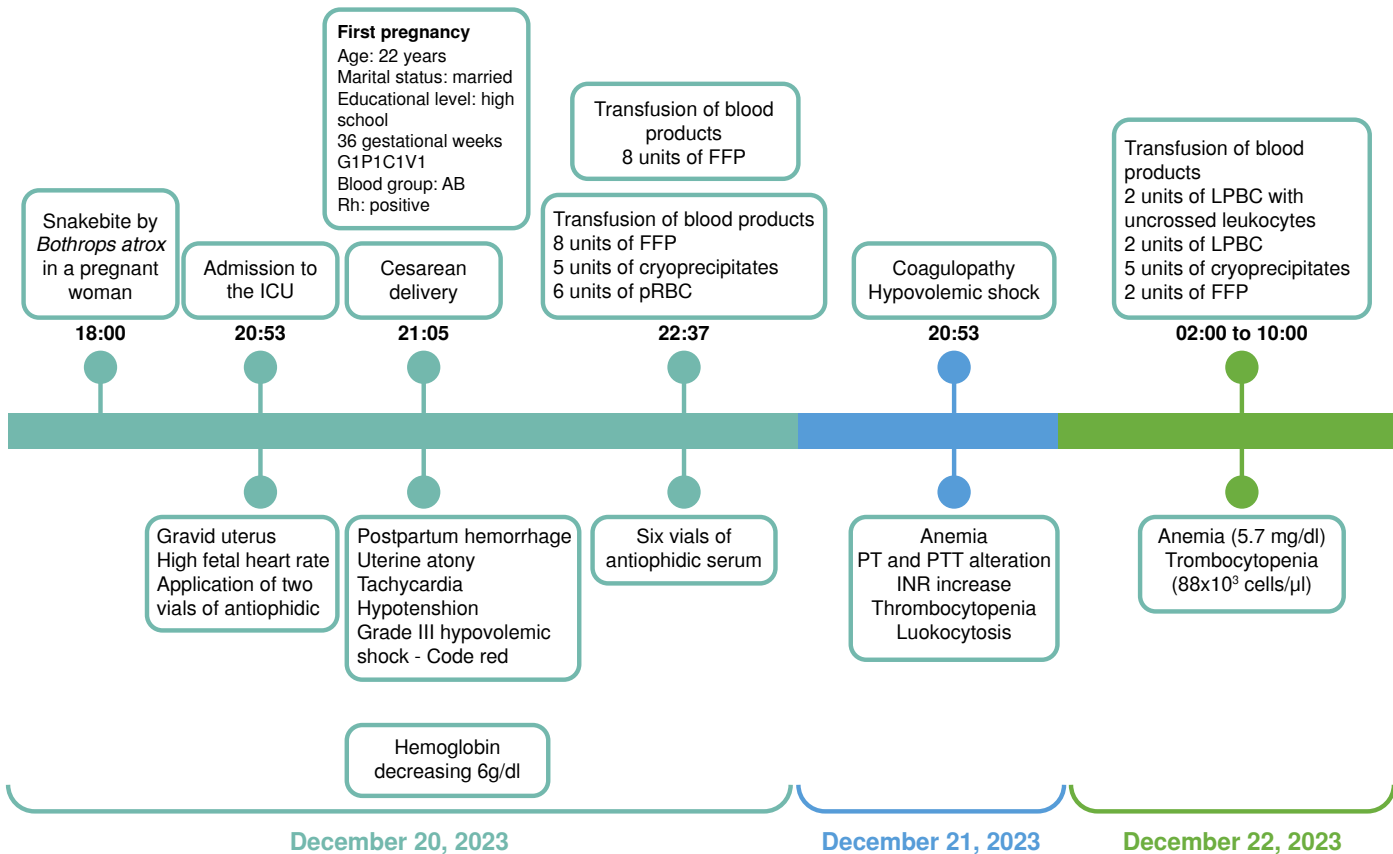 First pregnancy
Age: 22 years
Marital status: married
Educational level: high
school
36 gestational weeks
G1P1C1V1
Blood group: AB
Rh: positive
Snakebite by
Bothrops atrox
in a pregnant
woman
18:00
Admission to
the ICU
20:53
Cesarean
delivery
21:05
Transfusion of blood
products
8 units of FFP
Transfusion of blood products
8 units of FFP
5 units of cryoprecipitates
6 units of pRBC
22:37
Coagulopathy
Hypovolemic shock
20:53
Transfusion of blood
products
2 units of LPBC with
uncrossed leukocytes
2 units of LPBC
5 units of cryoprecipitates
2 units of FFP
02:00 to 10:00
Gravid uterus
High fetal heart rate
Application of two
vials of antiophidic
Postpartum hemorrhage
Uterine atony
Tachycardia
Hypotenshion
Grade III hypovolemic
shock - Code red
Hemoglobin
decreasing 6g/dl
Six vials of
antiophidic serum
Anemia
PT and PTT alteration
INR increase
Thrombocytopenia
Luokocytosis
Anemia (5.7 mg/dl)
Trombocytopenia
(88x10³ cells/µl)
December 20, 2023
December 21, 2023
December 22, 2023